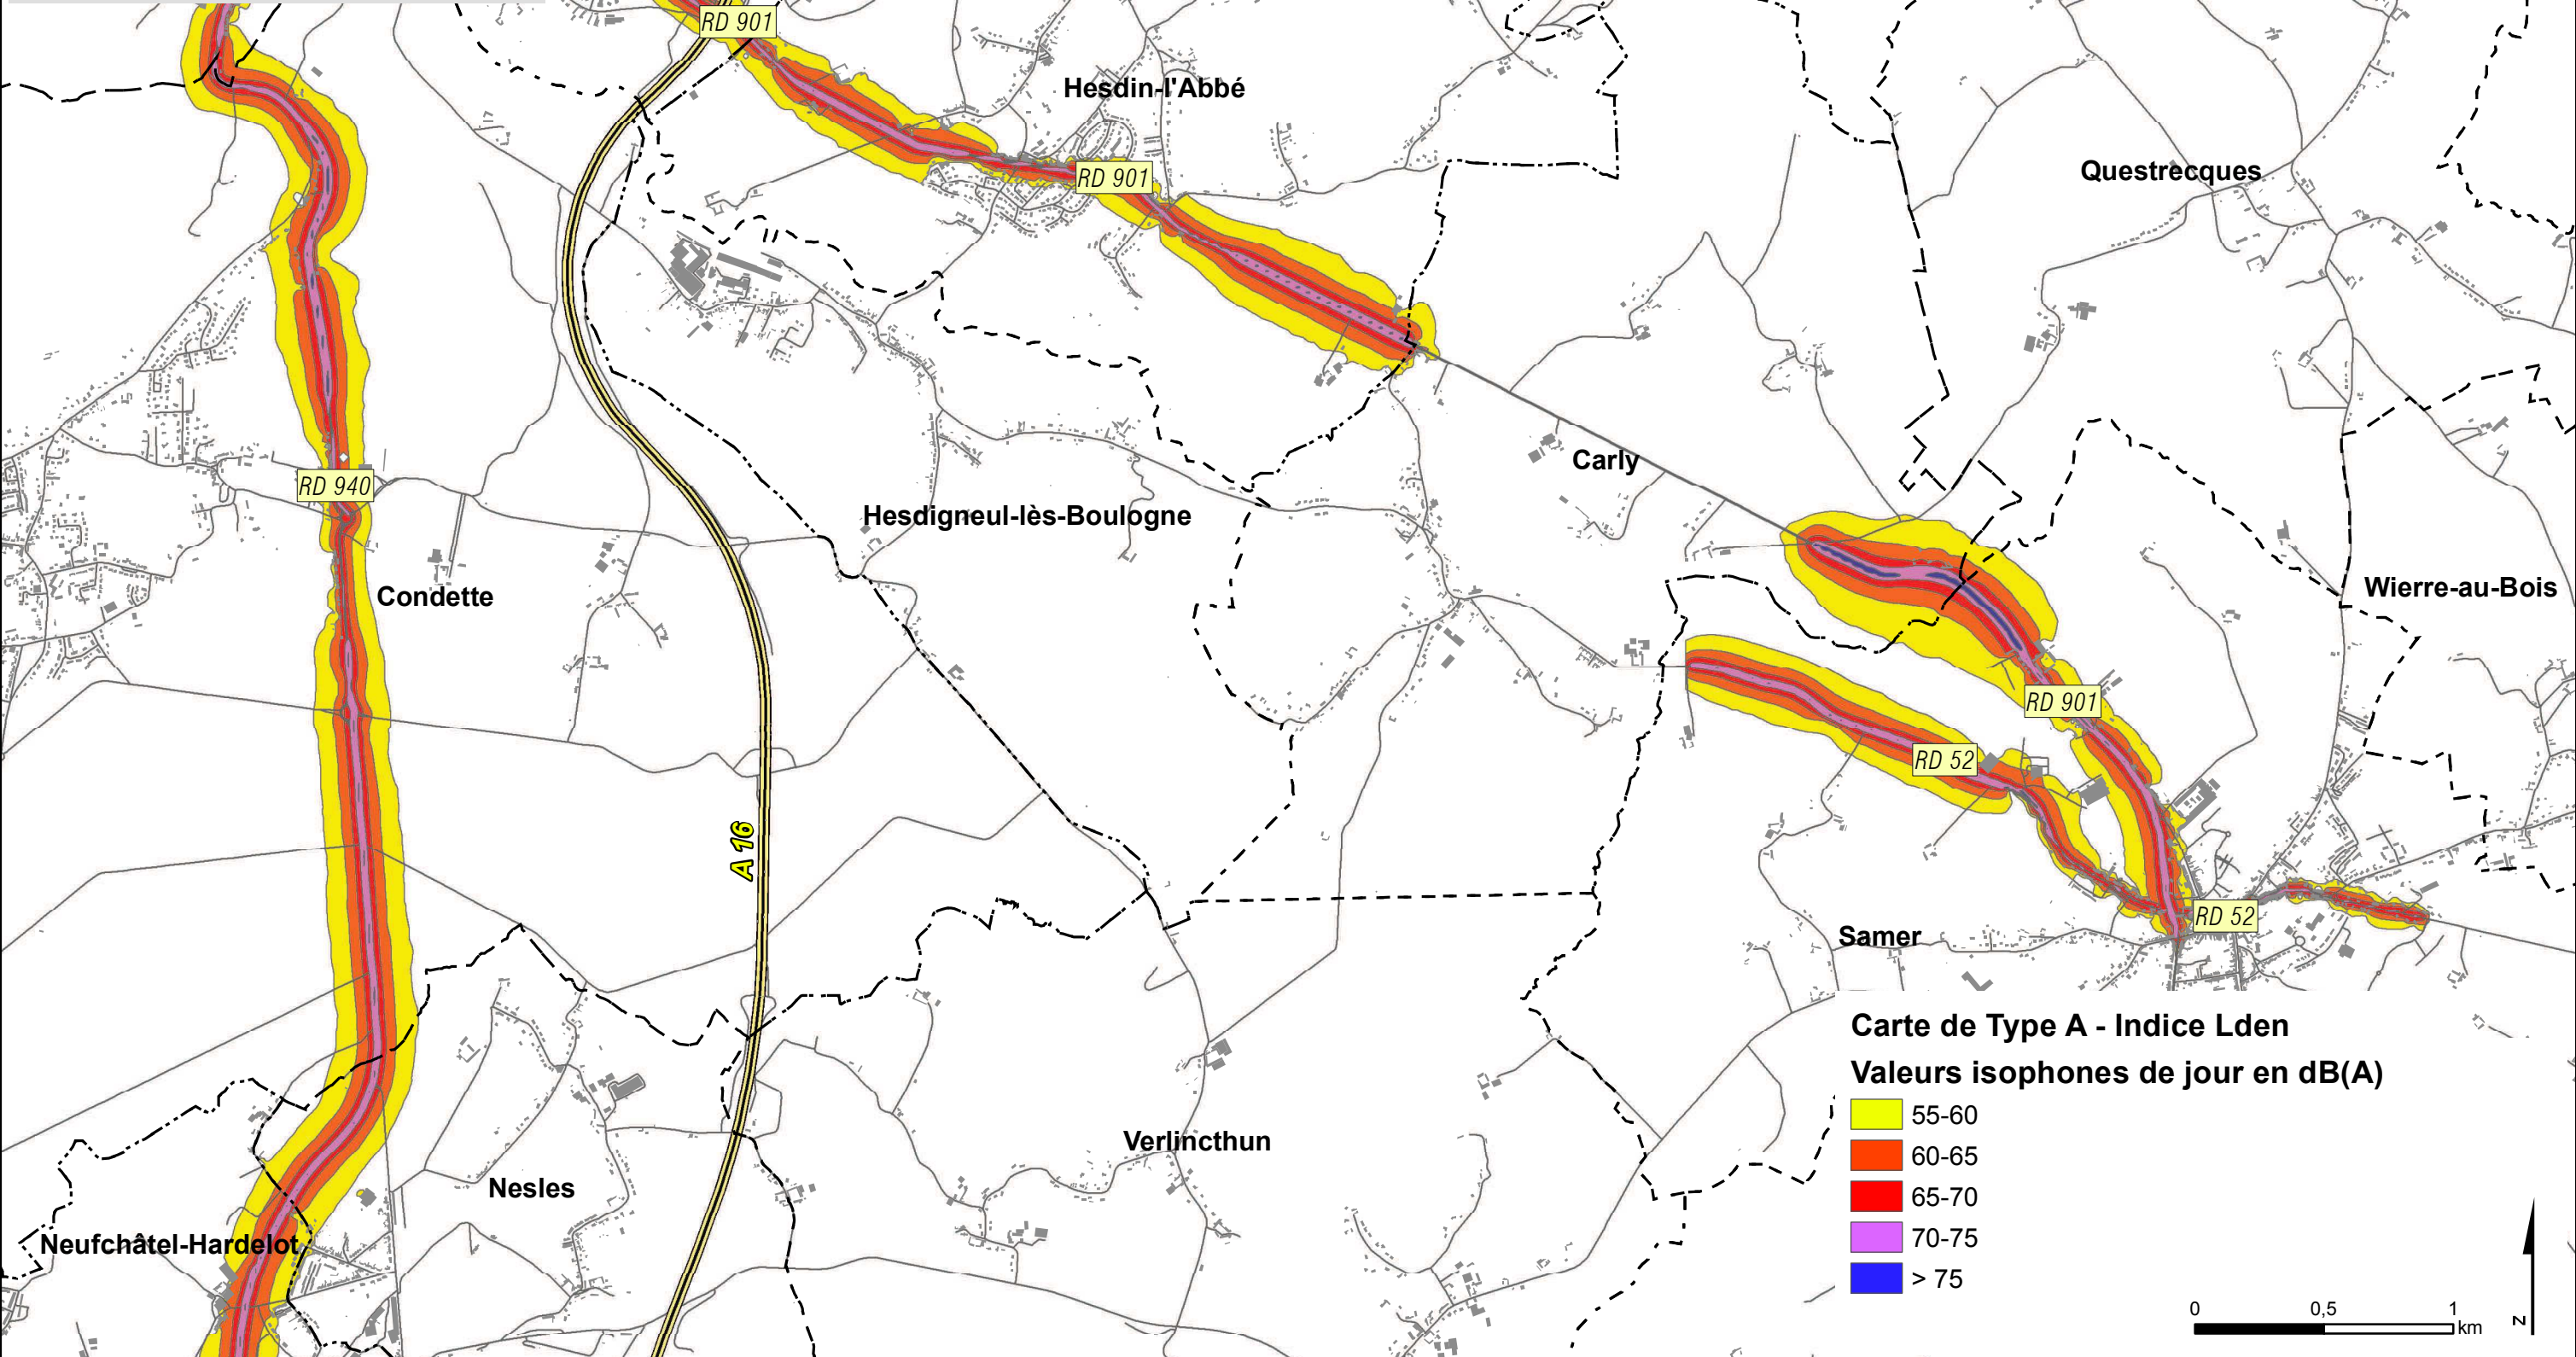 RD 901
Hesdin-l'Abbé
RD 901
Questrecques
Carly
RD 940
Hesdigneul-lès-Boulogne
Condette
Wierre-au-Bois
RD 901
RD 52
A 16
RD 52
Samer
Verlincthun
Nesles
Neufchâtel-Hardelot
Carte de Type A - Indice Lden
Valeurs isophones de jour en dB(A)
55-60
60-65
65-70
70-75
> 75
0 0,5 1
km
N